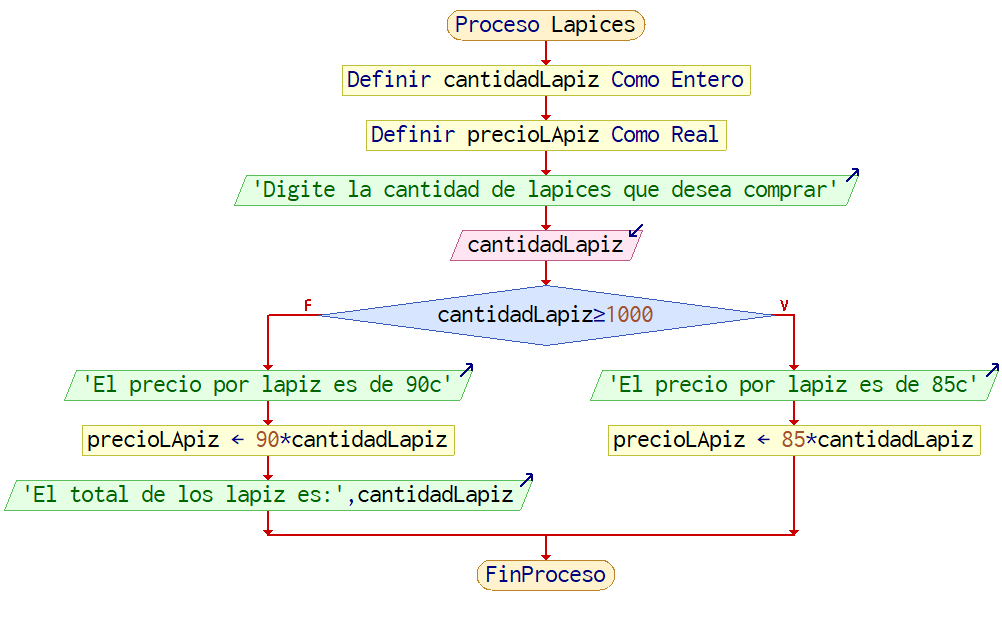 Proceso Lapices
Definir cantidadLapiz Como Entero
Definir precioLApiz Como Real
'Digite la cantidad de lapices que desea comprar'
cantidadLapiz
F
V
cantidadLapiz≥1000
'El precio por lapiz es de 90c'
'El precio por lapiz es de 85c'
precioLApiz ← 90*cantidadLapiz
precioLApiz ← 85*cantidadLapiz
'El total de los lapiz es:',cantidadLapiz
FinProceso